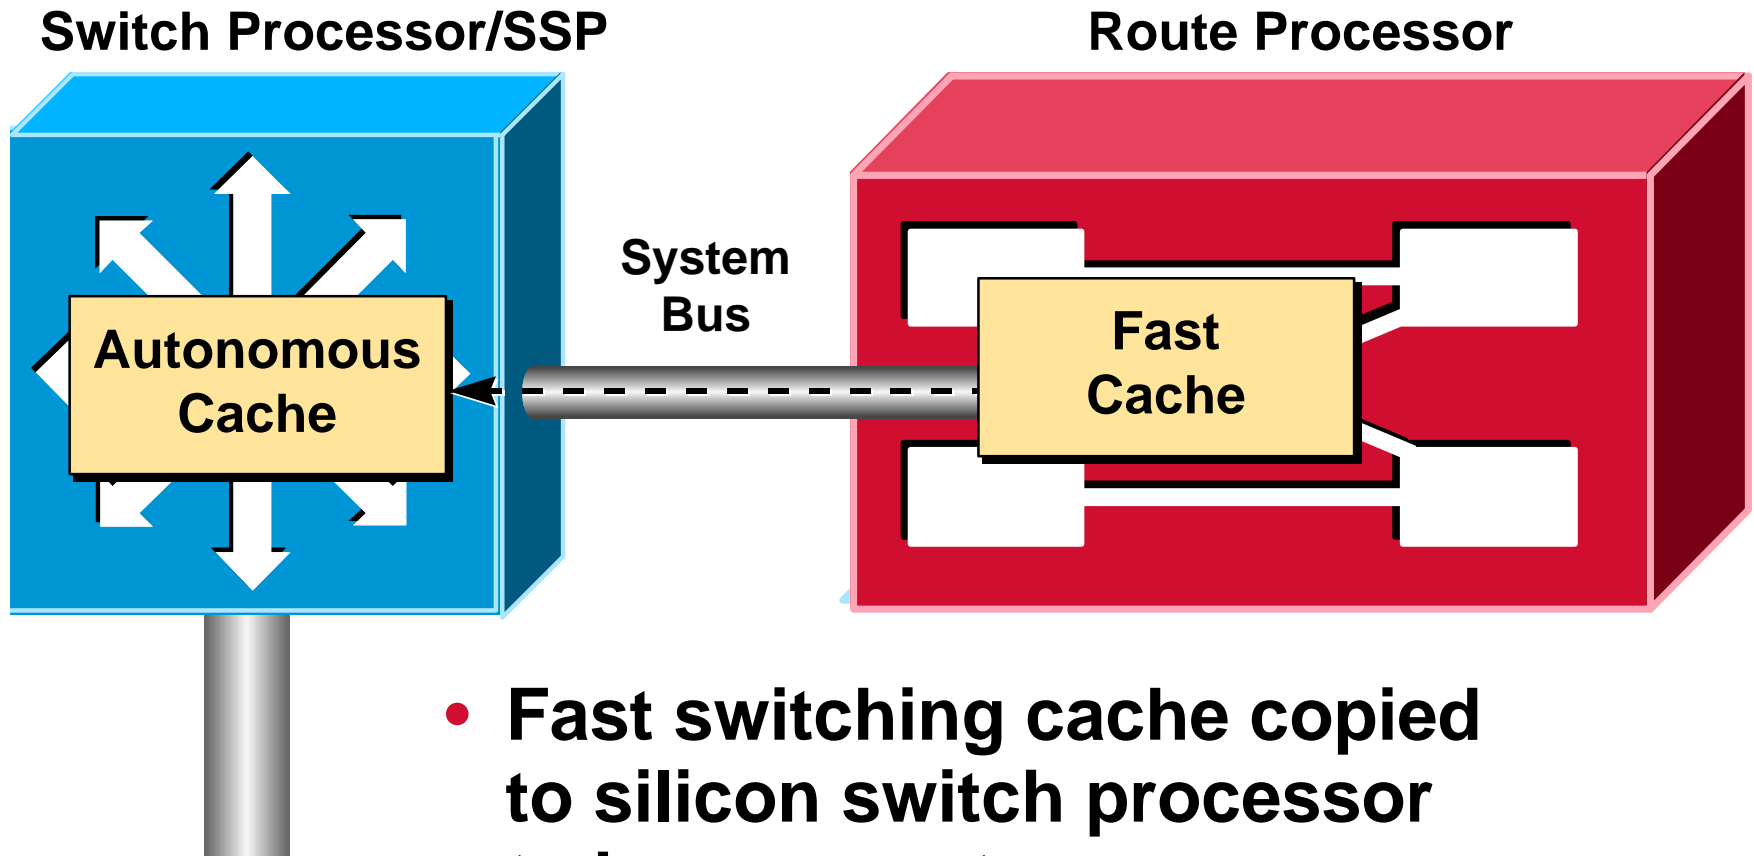 Switch Processor/SSP
Route Processor
System
Bus
Autonomous
Cache
Fast
Cache
• Fast switching cache copied
to silicon switch processor